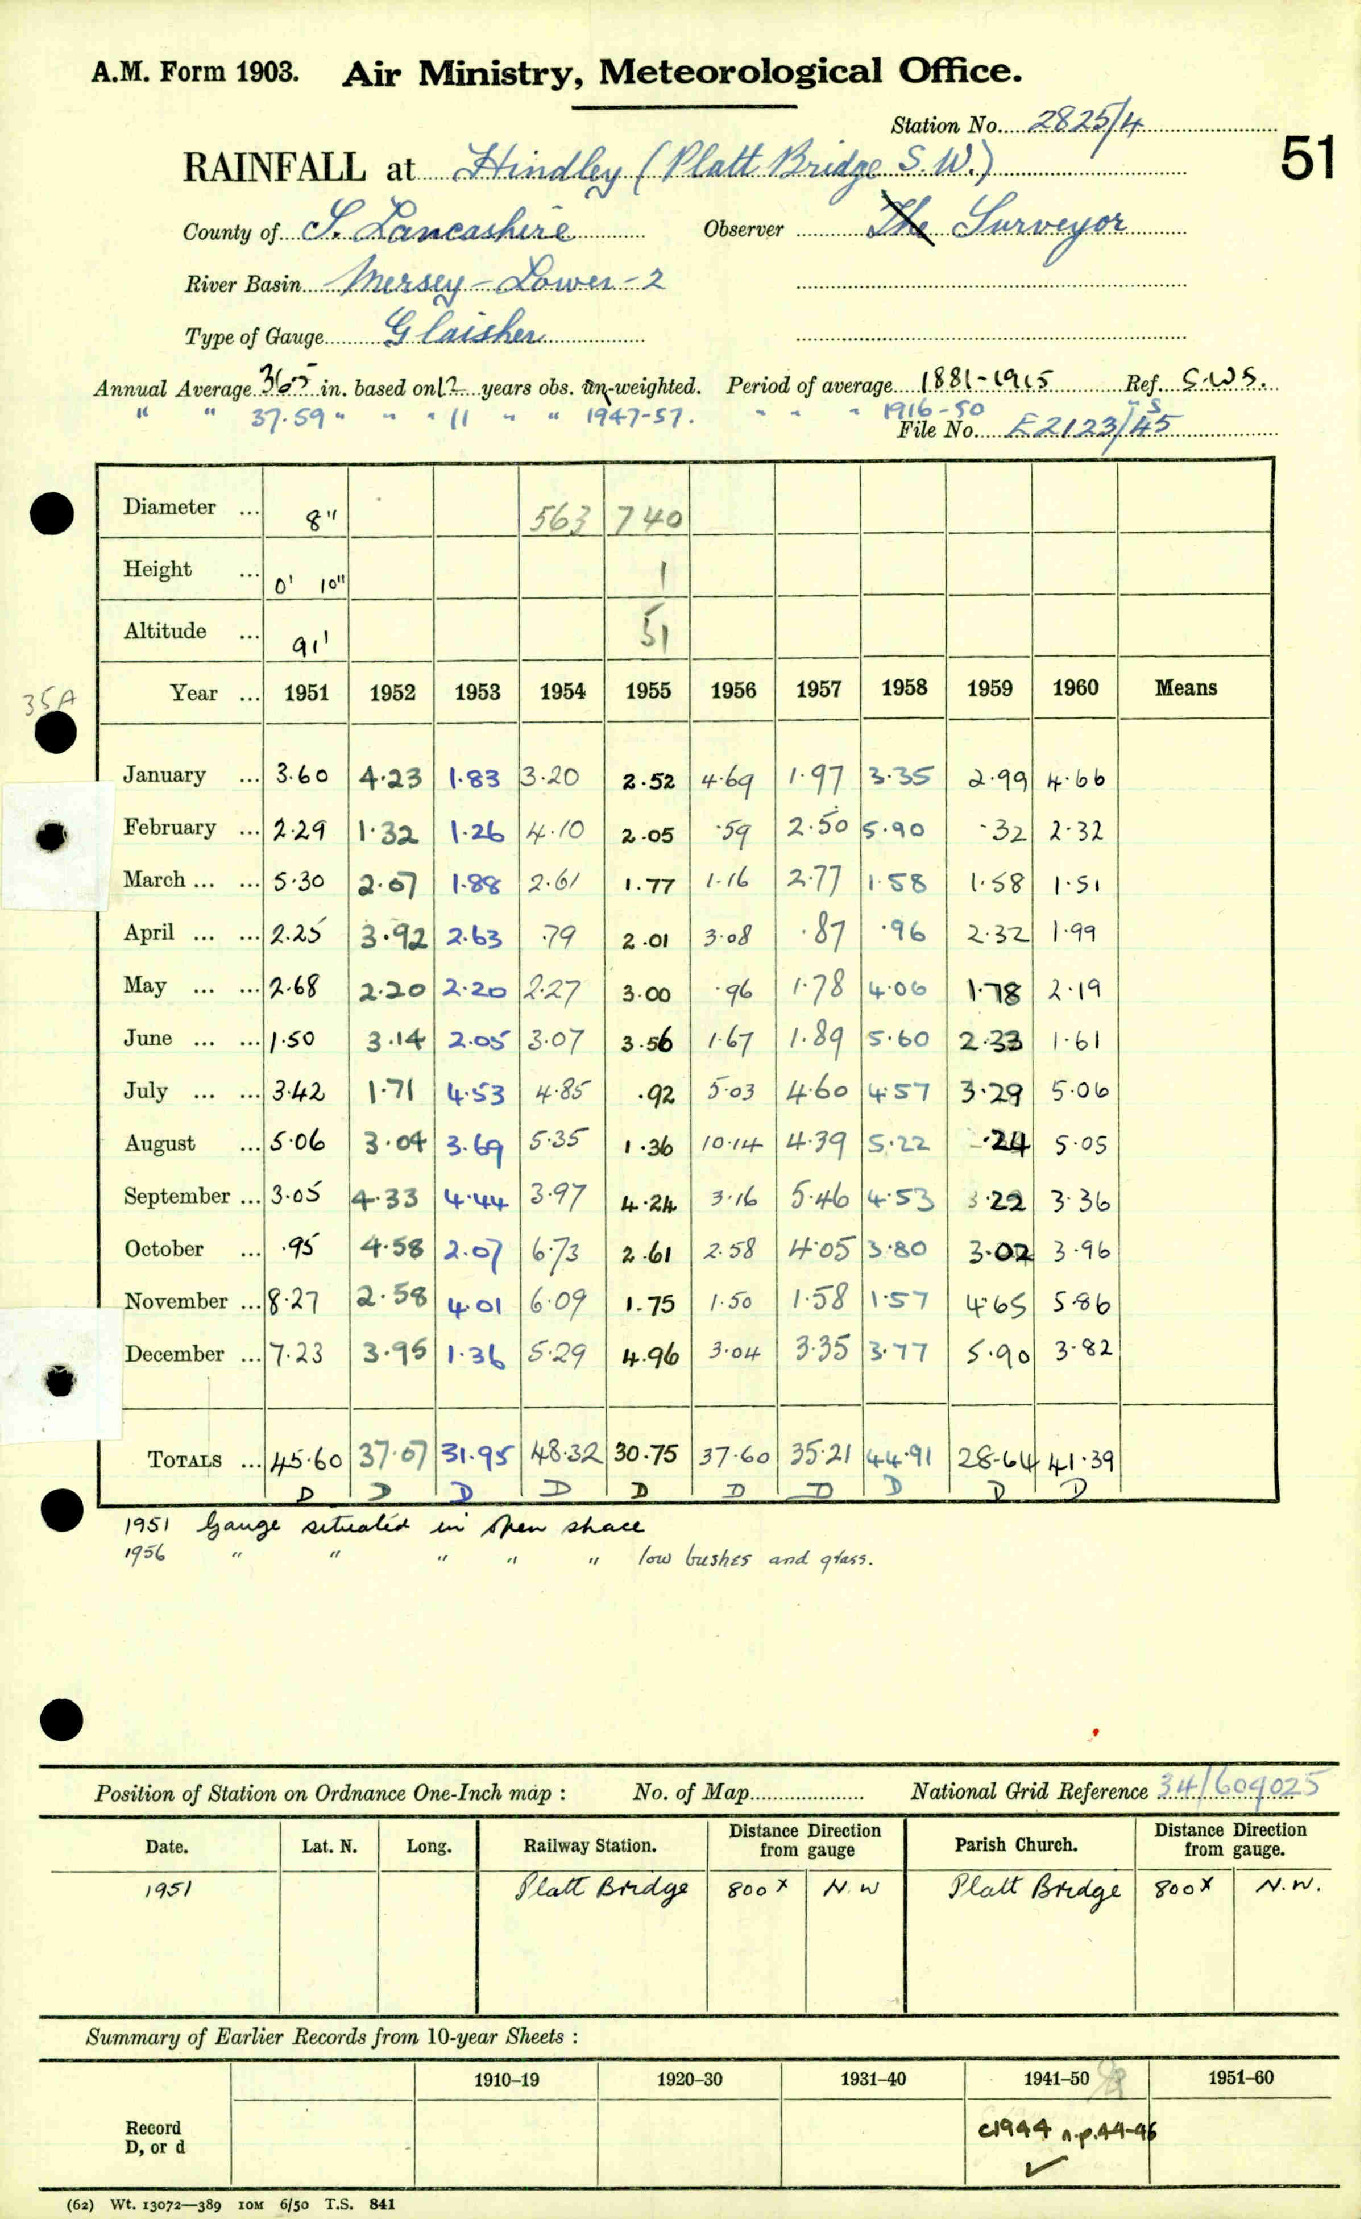 A.M. Form 1903. Air Ministry, Meteorological Office.
Station No. 2825/4
51
RAINFALL at Hindley (Platt Bridge S.W.)
County of S. Lancashire Observer The Surveyor
River Basin Mersey - Lower - 2
Type of Gauge Glaisher
Annual Average 36.5 in. based on 12 years obs. un-weighted. Period of average 1881-1915 Ref. S.W.S.
" " 37.59 " " " 11 " " 1947-57. " " " 1916-50 " S
File No. E2123/45
Diameter ... 8" 563 740
Height ... 0' 10" 1
Altitude ... 91' 51
35A
Year ... 1951 1952 1953 1954 1955 1956 1957 1958 1959 1960 Means
January ... 3.60 4.23 1.83 3.20 2.52 4.69 1.97 3.35 2.99 4.66
February ... 2.29 1.32 1.26 4.10 2.05 .59 2.50 5.90 .32 2.32
March ... ... 5.30 2.07 1.88 2.61 1.77 1.16 2.77 1.58 1.58 1.51
April ... ... 2.25 3.92 2.63 .79 2.01 3.08 .87 .96 2.32 1.99
May ... ... 2.68 2.20 2.20 2.27 3.00 .96 1.78 4.06 1.78 2.19
June ... ... 1.50 3.14 2.05 3.07 3.56 1.67 1.89 5.60 2.33 1.61
July ... ... 3.42 1.71 4.53 4.85 .92 5.03 4.60 4.57 3.29 5.06
August ... 5.06 3.04 3.69 5.35 1.36 10.14 4.39 5.22 .24 5.05
September ... 3.05 4.33 4.44 3.97 4.24 3.16 5.46 4.53 .22 3.36
October ... .95 4.58 2.07 6.73 2.61 2.58 4.05 3.80 3.02 3.96
November ... 8.27 2.58 4.01 6.09 1.75 1.50 1.58 1.57 4.65 5.86
December ... 7.23 3.95 1.36 5.29 4.96 3.04 3.35 3.77 5.90 3.82
TOTALS ... 45.60 37.07 31.95 48.32 30.75 37.60 35.21 44.91 28.64 41.39
D D D D D D D D D D
1951 Gauge situated in open space
1956 " " " " " low bushes and glass.
Position of Station on Ordnance One-Inch map : No. of Map National Grid Reference 34/609025
Date. Lat. N. Long. Railway Station. Distance Direction from gauge Parish Church. Distance Direction from gauge.
1951 Platt Bridge 800x N.W Platt Bridge 800x N.W.
Summary of Earlier Records from 10-year Sheets :
1910–19 1920–30 1931–40 1941–50 1951–60
Record
D, or d
c1944 n.p. 44-46
✓
(62) Wt. 13072—389 10M 6/50 T.S. 841